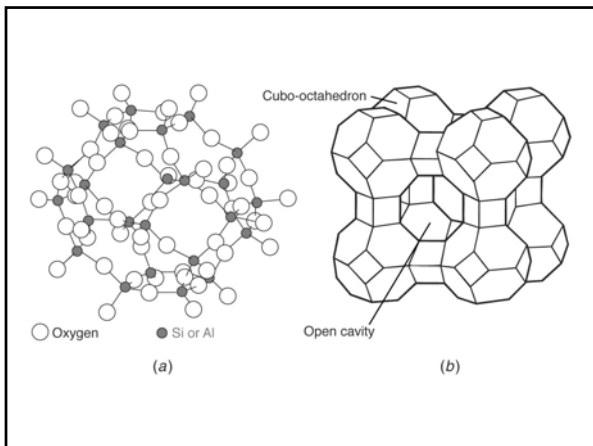 Cubo-octahedron
Open cavity
Oxygen
Si or Al
(a)
(b)